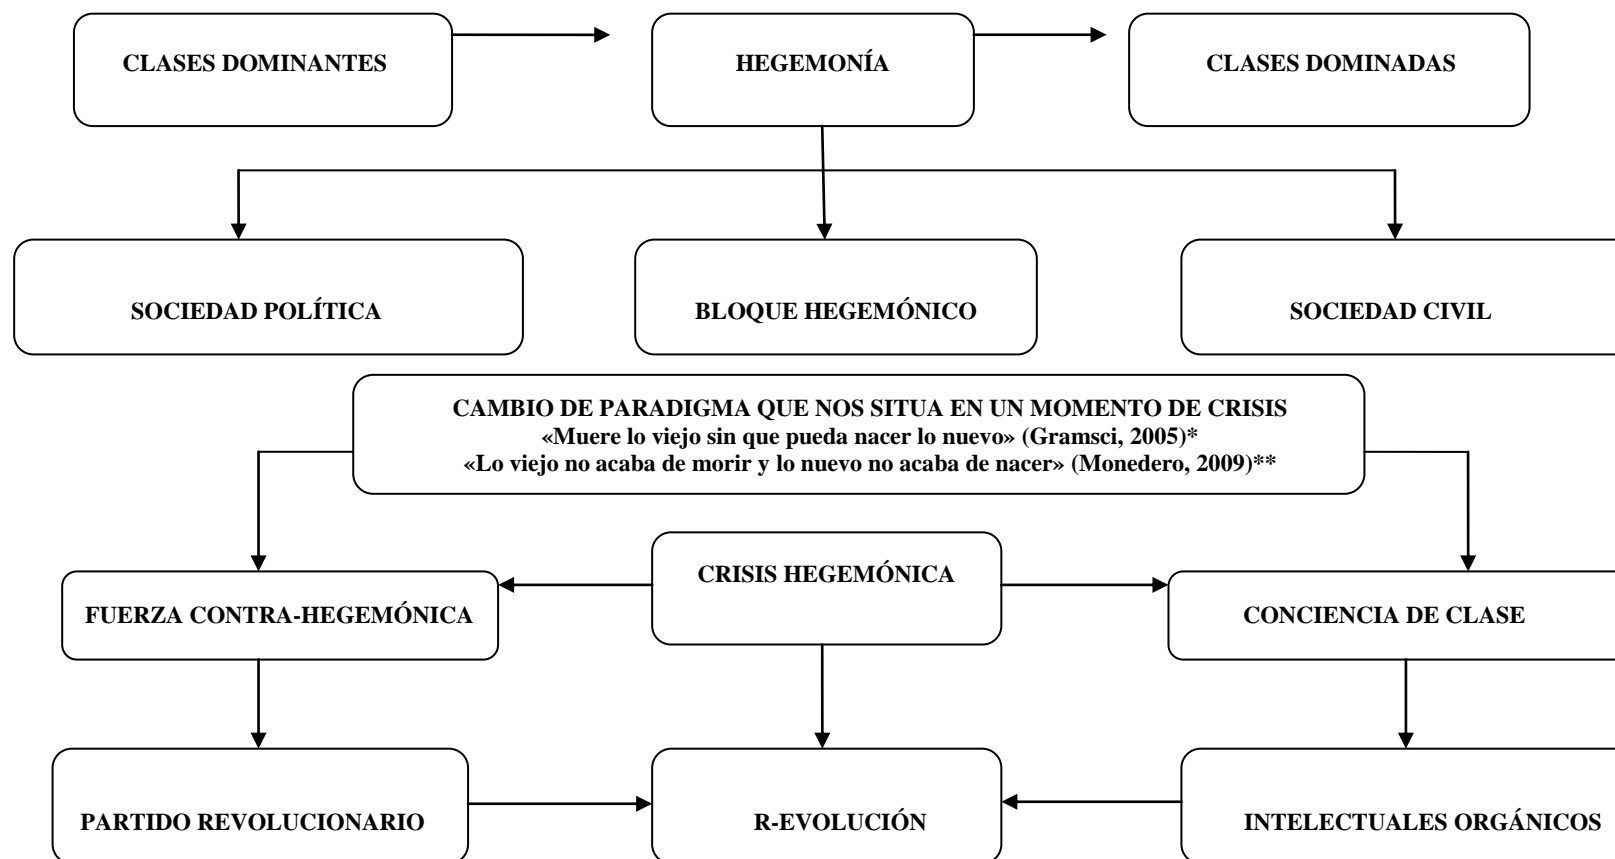 CLASES DOMINANTES
HEGEMONÍA
CLASES DOMINADAS
SOCIEDAD POLÍTICA
BLOQUE HEGEMÓNICO
SOCIEDAD CIVIL
CAMBIO DE PARADIGMA QUE NOS SITUA EN UN MOMENTO DE CRISIS
«Muere lo viejo sin que pueda nacer lo nuevo» (Gramsci, 2005)*
«Lo viejo no acaba de morir y lo nuevo no acaba de nacer» (Monedero, 2009)**
CRISIS HEGEMÓNICA
FUERZA CONTRA-HEGEMÓNICA
CONCIENCIA DE CLASE
PARTIDO REVOLUCIONARIO
R-EVOLUCIÓN
INTELECTUALES ORGÁNICOS